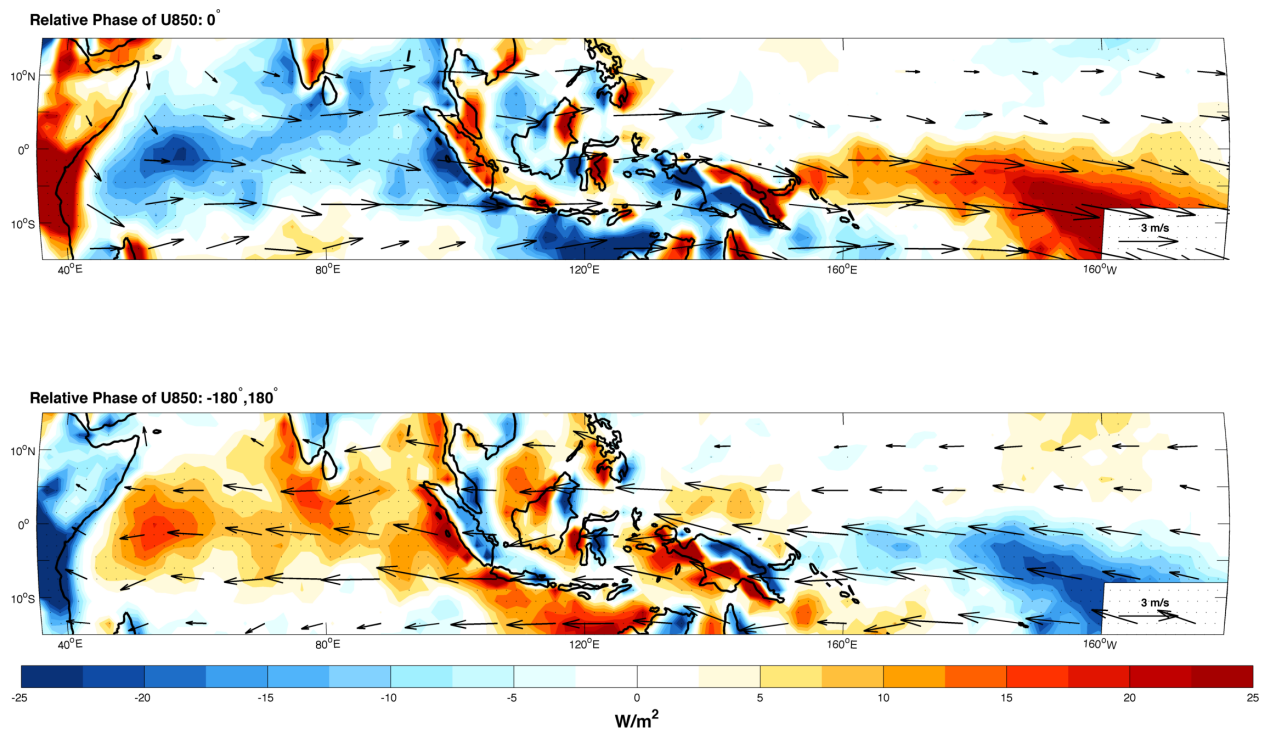 Relative Phase of U850: 0°
10°N
0°
10°S
3 m/s
40°E
80°E
120°E
160°E
160°W
Relative Phase of U850: -180°,180°
10°N
0°
10°S
3 m/s
40°E
80°E
120°E
160°E
160°W
-25 -20 -15 -10 -5 0 5 10 15 20 25
W/m²